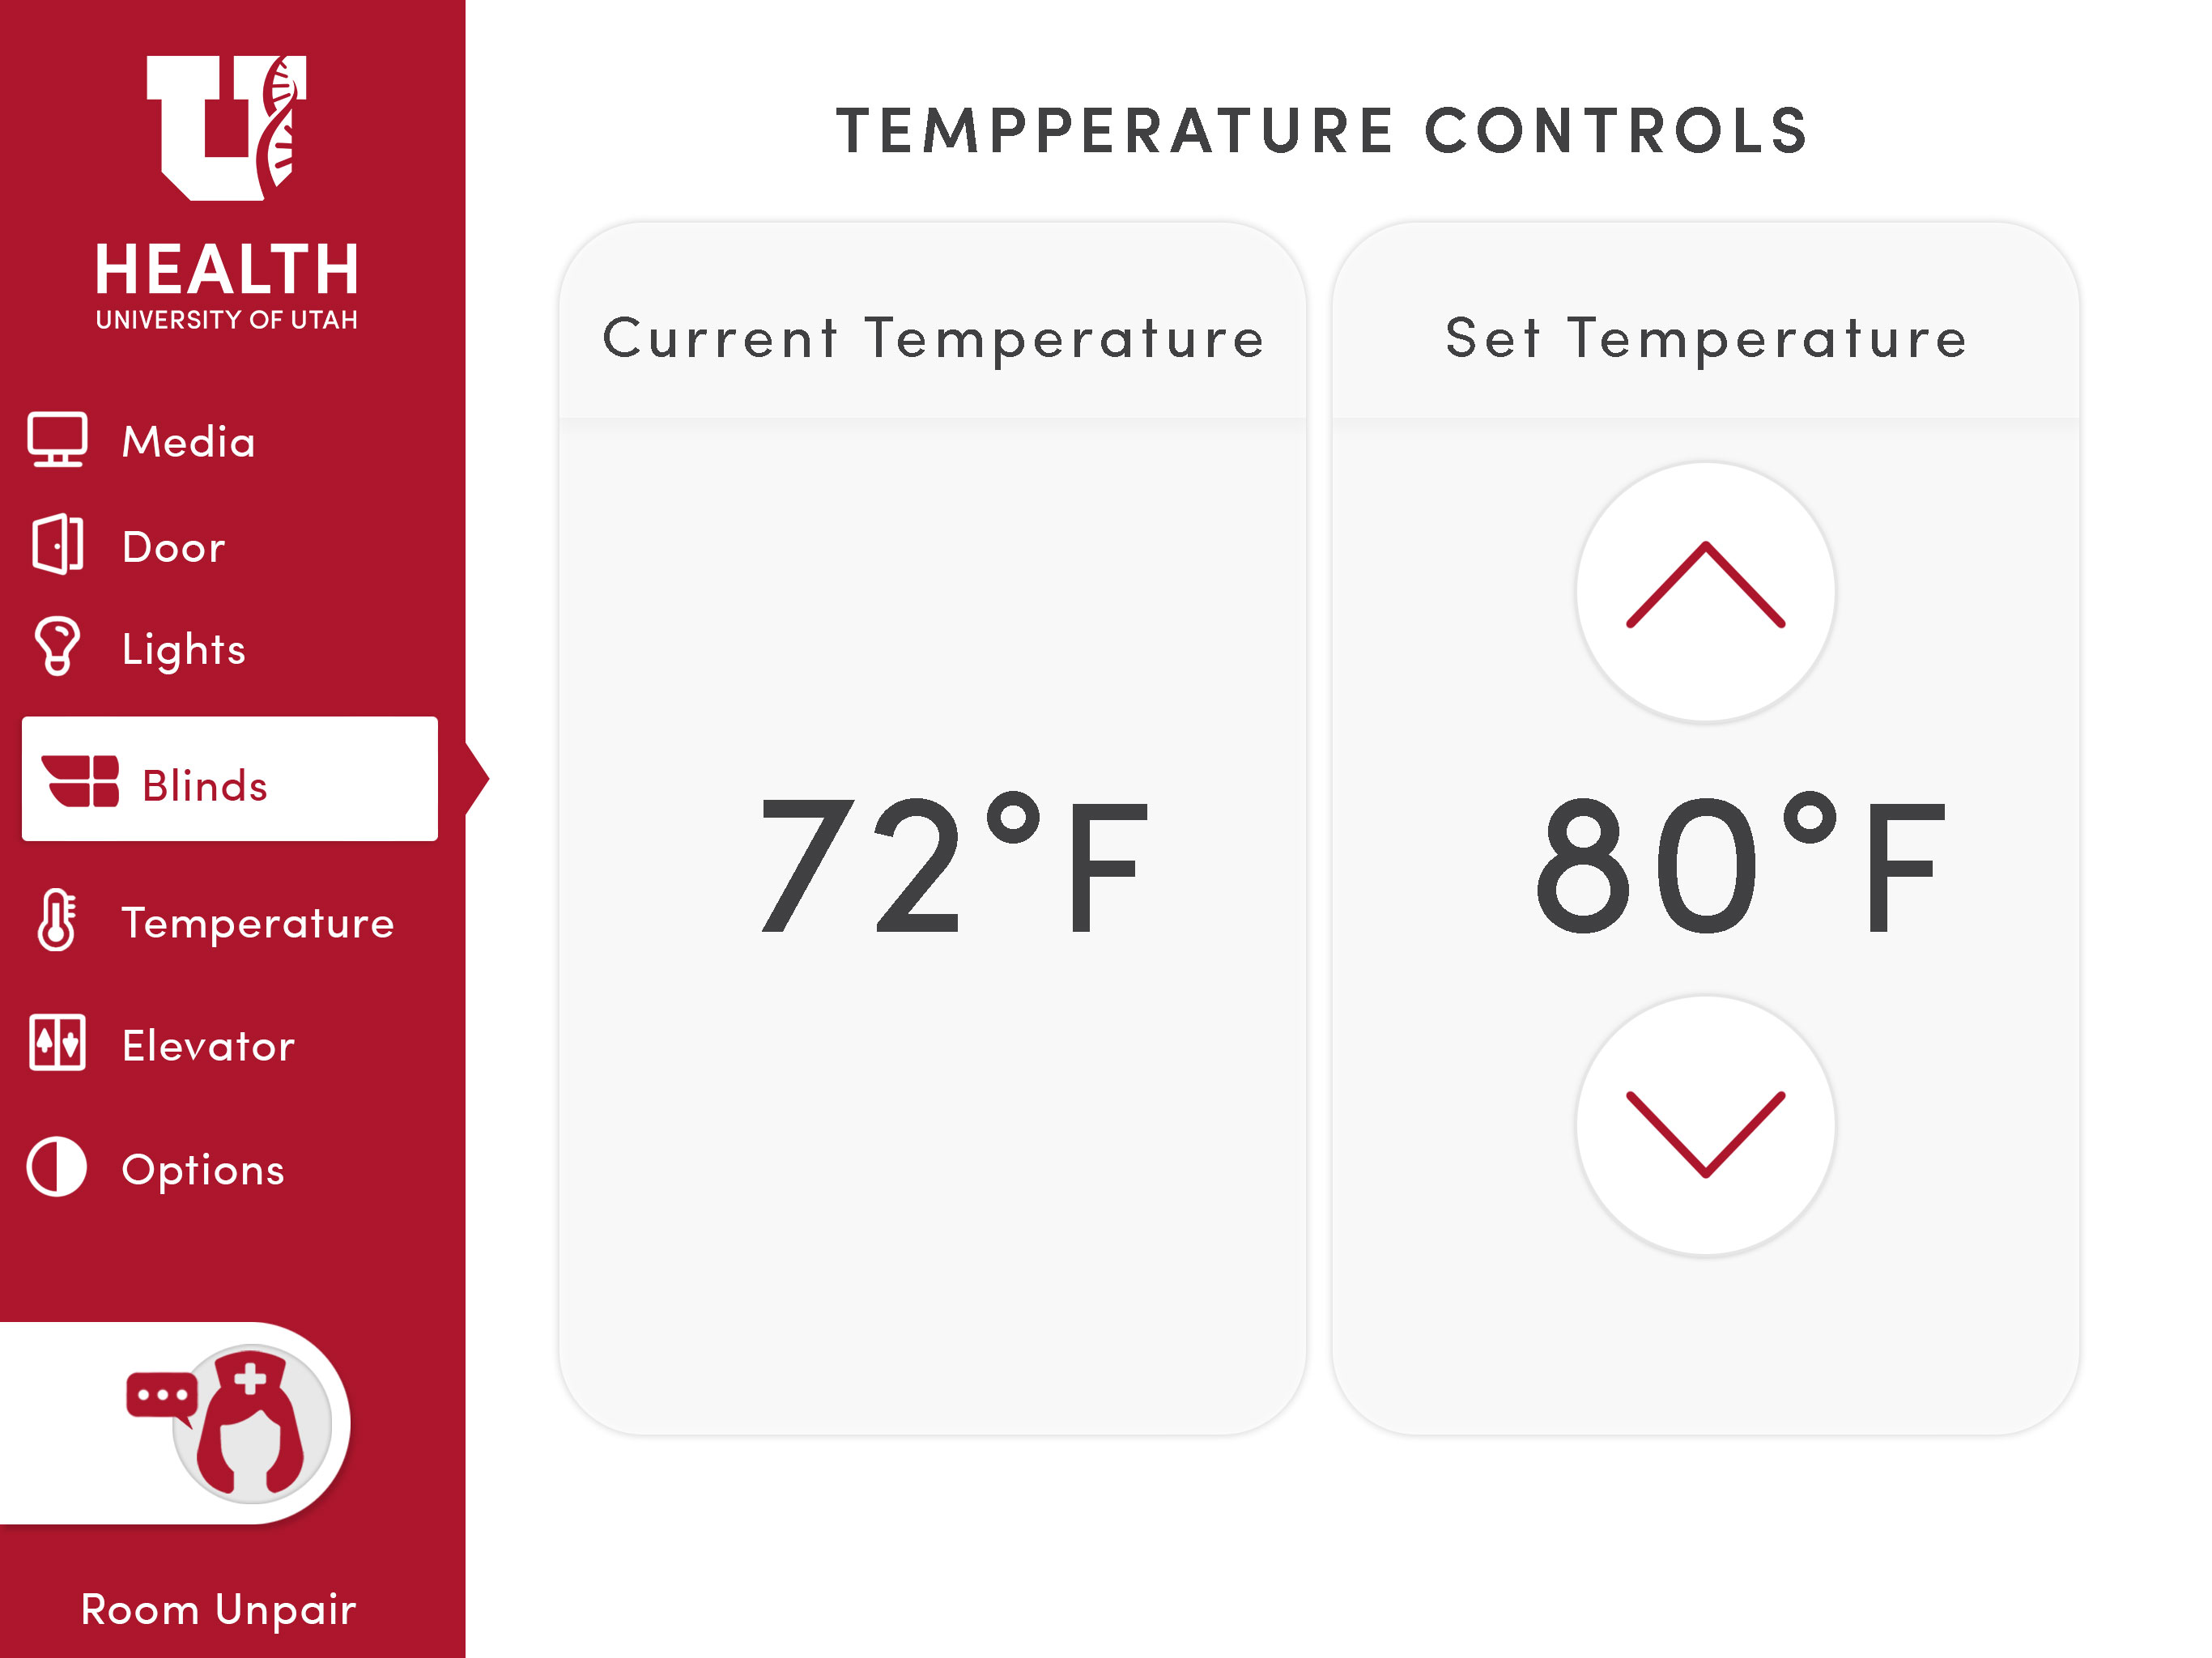 HEALTH
UNIVERSITY OF UTAH
Media
Door
Lights
Blinds
Temperature
Elevator
Options
Room Unpair
TEMPPERATURE CONTROLS
Current Temperature
72°F
Set Temperature
80°F